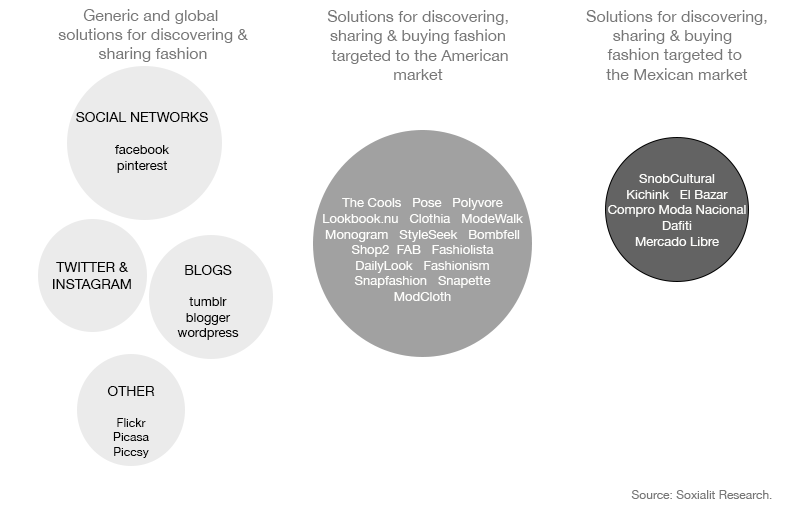 Generic and global
solutions for discovering &
sharing fashion
SOCIAL NETWORKS
facebook
pinterest
TWITTER &
INSTAGRAM
BLOGS
tumblr
blogger
wordpress
OTHER
Flickr
Picasa
Piccsy
Solutions for discovering,
sharing & buying fashion
targeted to the American
market
The Cools Pose Polyvore
Lookbook.nu Clothia ModeWalk
Monogram StyleSeek Bombfell
Shop2 FAB Fashiolista
DailyLook Fashionism
Snapfashion Snapette
ModCloth
Solutions for discovering,
sharing & buying
fashion targeted to
the Mexican market
SnobCultural
Kichink El Bazar
Compro Moda Nacional
Dafiti
Mercado Libre
Source: Soxialit Research.